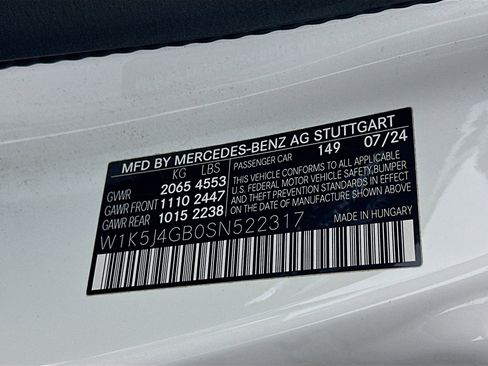 MFD BY MERCEDES-BENZ AG STUTTGART
KG LBS PASSENGER CAR 149 07/24
GVWR 2065 4553
GAWR FRONT 1110 2447
GAWR REAR 1015 2238
THIS VEHICLE CONFORMS TO ALL APPLICABLE
U.S. FEDERAL MOTOR VEHICLE SAFETY, BUMPER
AND THEFT PREVENTION STANDARDS IN EFFECT
ON THE DATE OF MANUFACTURE SHOWN ABOVE.
W1K5J4GB0SN522317 MADE IN HUNGARY